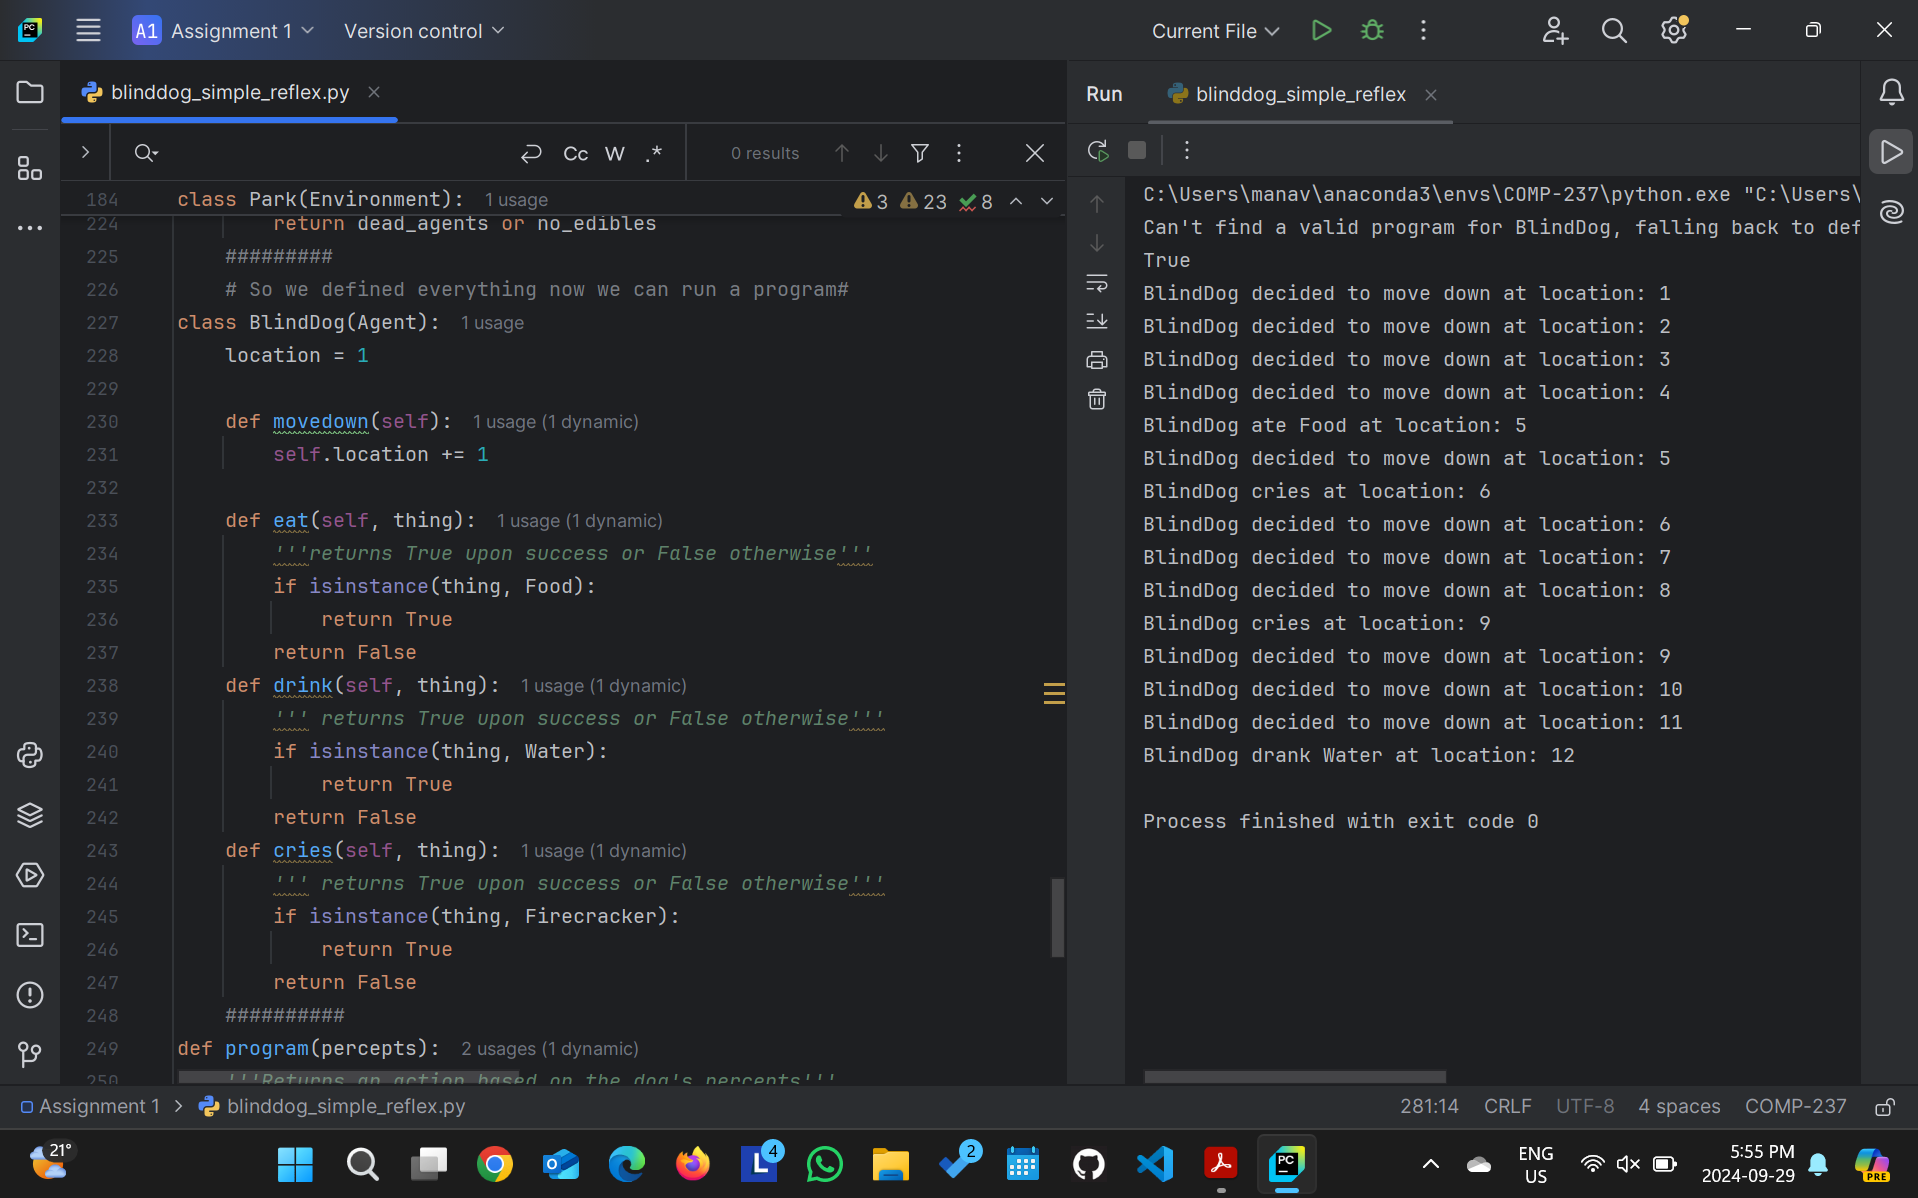 A1 Assignment 1 Version control Current File
blinddog_simple_reflex.py
Run blinddog_simple_reflex
Cc W .* 0 results
184 class Park(Environment): 1 usage 3 23 8
224 return dead_agents or no_edibles
225 #########
226 # So we defined everything now we can run a program#
227 class BlindDog(Agent): 1 usage
228 location = 1
229
230 def movedown(self): 1 usage (1 dynamic)
231 self.location += 1
232
233 def eat(self, thing): 1 usage (1 dynamic)
234 '''returns True upon success or False otherwise'''
235 if isinstance(thing, Food):
236 return True
237 return False
238 def drink(self, thing): 1 usage (1 dynamic)
239 ''' returns True upon success or False otherwise'''
240 if isinstance(thing, Water):
241 return True
242 return False
243 def cries(self, thing): 1 usage (1 dynamic)
244 ''' returns True upon success or False otherwise'''
245 if isinstance(thing, Firecracker):
246 return True
247 return False
248 ##########
249 def program(percepts): 2 usages (1 dynamic)
250 '''Returns an action based on the dog's percepts'''
C:\Users\manav\anaconda3\envs\COMP-237\python.exe "C:\Users\
Can't find a valid program for BlindDog, falling back to def
True
BlindDog decided to move down at location: 1
BlindDog decided to move down at location: 2
BlindDog decided to move down at location: 3
BlindDog decided to move down at location: 4
BlindDog ate Food at location: 5
BlindDog decided to move down at location: 5
BlindDog cries at location: 6
BlindDog decided to move down at location: 6
BlindDog decided to move down at location: 7
BlindDog decided to move down at location: 8
BlindDog cries at location: 9
BlindDog decided to move down at location: 9
BlindDog decided to move down at location: 10
BlindDog decided to move down at location: 11
BlindDog drank Water at location: 12
Process finished with exit code 0
Assignment 1 > blinddog_simple_reflex.py 281:14 CRLF UTF-8 4 spaces COMP-237
21° 4 2 ENG 5:55 PM
US 2024-09-29 PRE